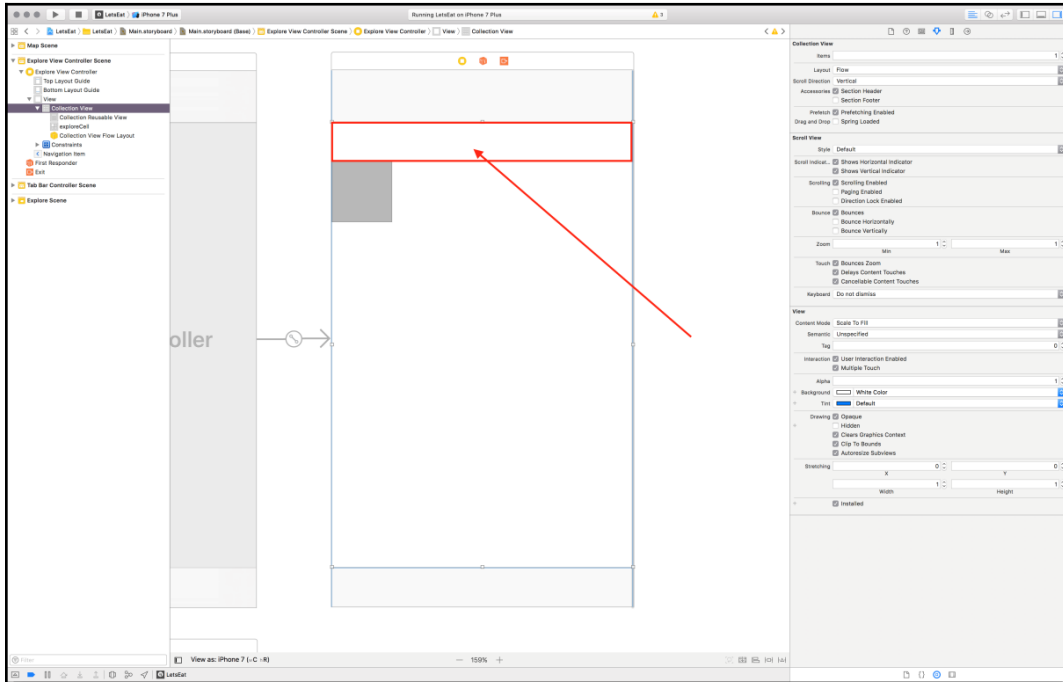 LetsEat
iPhone 7 Plus
Running LetsEat on iPhone 7 Plus
LetsEat
LetsEat
Main.storyboard
Main.storyboard (Base)
Explore View Controller Scene
Explore View Controller
View
Collection View
Map Scene
Explore View Controller Scene
Explore View Controller
Top Layout Guide
Bottom Layout Guide
View
Collection View
Collection Reusable View
exploreCell
Collection View Flow Layout
Constraints
Navigation Item
First Responder
Exit
Tab Bar Controller Scene
Explore Scene
oller
Collection View
Items 1
Layout Flow
Scroll Direction Vertical
Accessories Section Header
Section Footer
Prefetch Prefetching Enabled
Drag and Drop Spring Loaded
Scroll View
Style Default
Scroll Indicat... Shows Horizontal Indicator
Shows Vertical Indicator
Scrolling Scrolling Enabled
Paging Enabled
Direction Lock Enabled
Bounce Bounces
Bounce Horizontally
Bounce Vertically
Zoom 1 1
Min Max
Touch Bounces Zoom
Delays Content Touches
Cancellable Content Touches
Keyboard Do not dismiss
View
Content Mode Scale To Fill
Semantic Unspecified
Tag 0
Interaction User Interaction Enabled
Multiple Touch
Alpha 1
Background White Color
Tint Default
Drawing Opaque
Hidden
Clears Graphics Context
Clip To Bounds
Autoresize Subviews
Stretching 0 0
X Y
1 1
Width Height
Installed
Filter
View as: iPhone 7 (wC hR)
159%
LetsEat